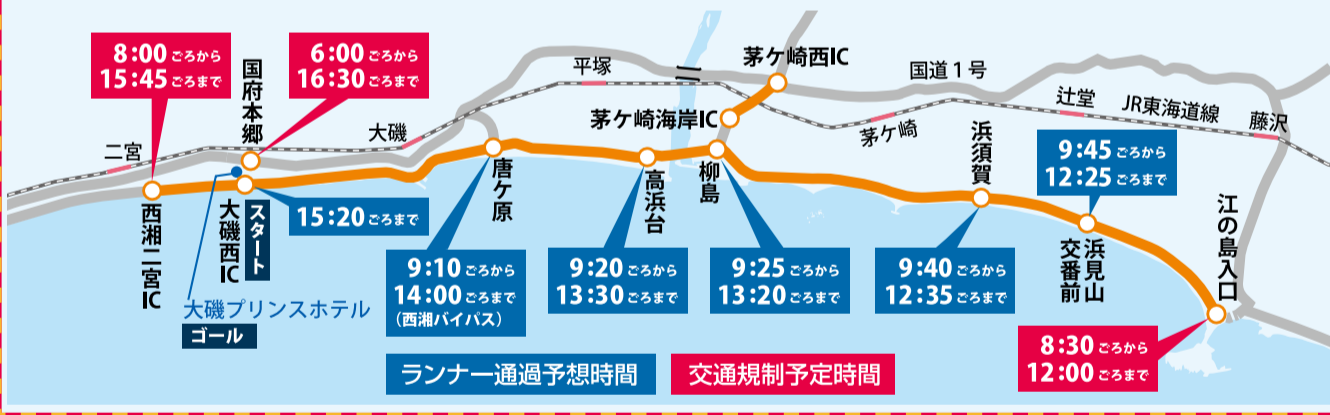 8:00ごろから
15:45ごろまで
国府本郷
6:00ごろから
16:30ごろまで
平塚
茅ケ崎西IC
国道1号
二宮
大磯
茅ケ崎海岸IC
茅ケ崎
辻堂
JR東海道線
藤沢
西湘二宮IC
大磯西IC
スタート
15:20ごろまで
唐ケ原
高浜台
柳島
浜須賀
9:45ごろから
12:25ごろまで
浜見山
交番前
江の島入口
大磯プリンスホテル
ゴール
9:10ごろから
14:00ごろまで
(西湘バイパス)
9:20ごろから
13:30ごろまで
9:25ごろから
13:20ごろまで
9:40ごろから
12:35ごろまで
8:30ごろから
12:00ごろまで
ランナー通過予想時間
交通規制予定時間